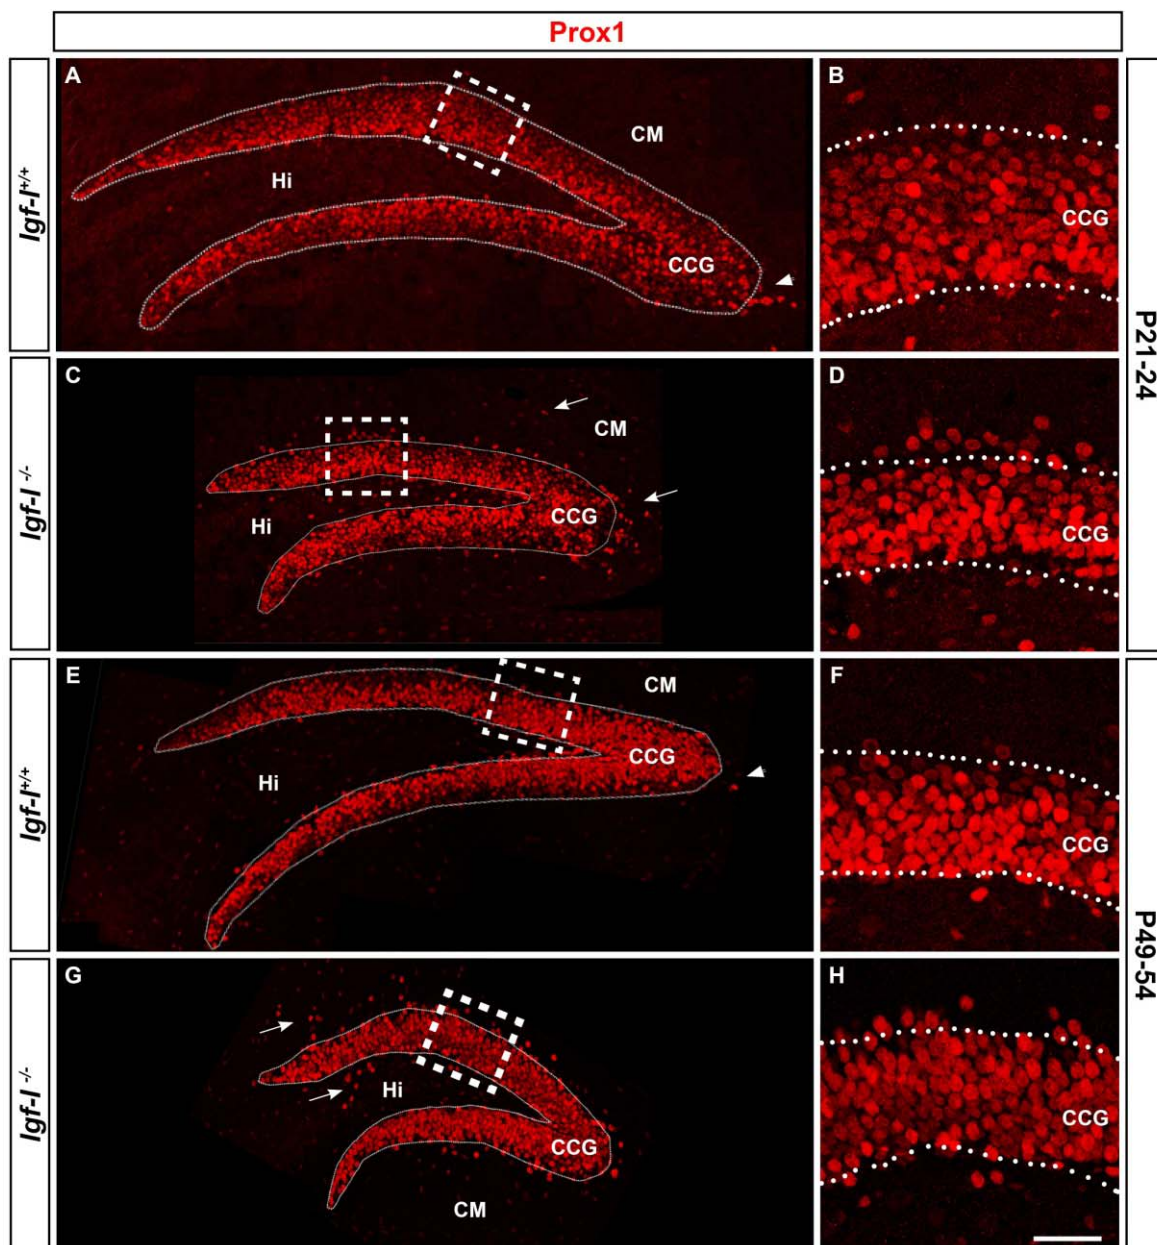 Prox1
Igf-I+/+
A
CM
Hi
CCG
B
CCG
P21-24
Igf-I -/-
C
CM
Hi
CCG
D
CCG
Igf-I+/+
E
CM
CCG
Hi
F
CCG
P49-54
Igf-I -/-
G
Hi
CCG
CM
H
CCG